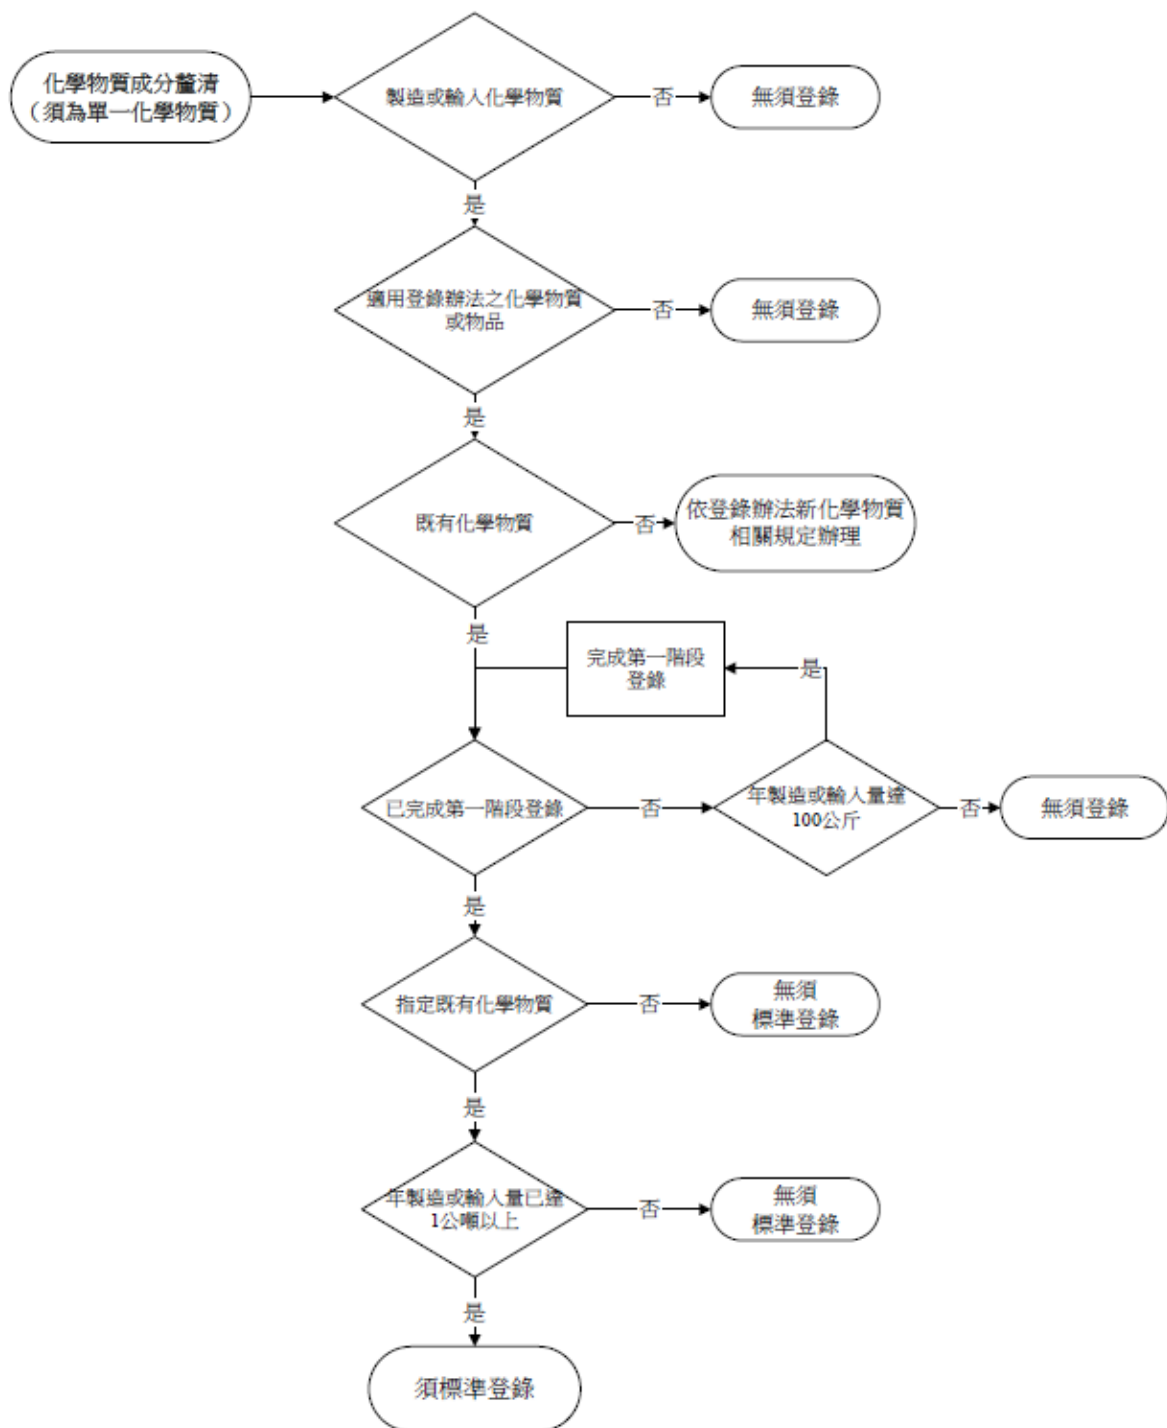 化學物質成分釐清
（須為單一化學物質）
製造或輸入化學物質
否
無須登錄
是
適用登錄辦法之化學物質
或物品
否
無須登錄
是
既有化學物質
否
依登錄辦法新化學物質
相關規定辦理
是
完成第一階段
登錄
是
已完成第一階段登錄
否
年製造或輸入量達
100公斤
否
無須登錄
是
指定既有化學物質
否
無須
標準登錄
是
年製造或輸入量已達
1公噸以上
否
無須
標準登錄
是
須標準登錄